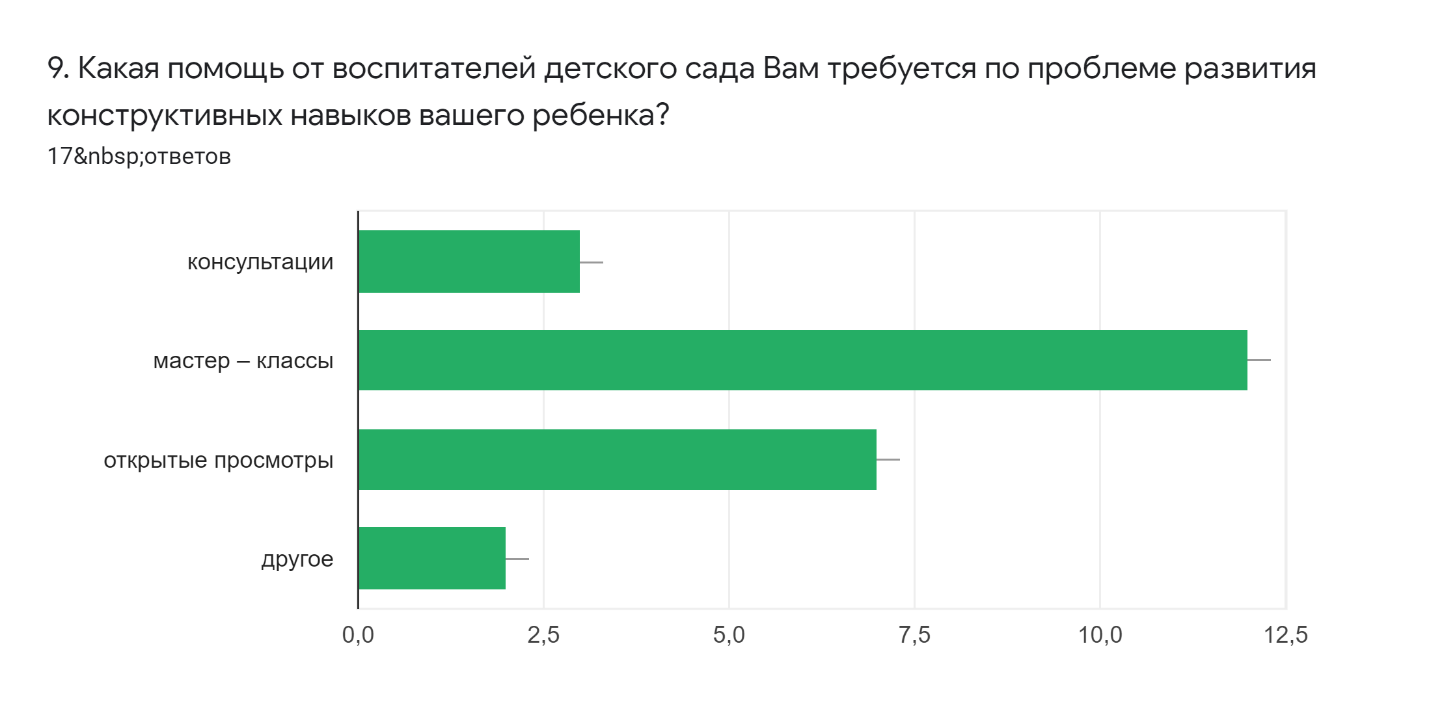 9. Какая помощь от воспитателей детского сада Вам требуется по проблеме развития
конструктивных навыков вашего ребенка?
17&nbsp;ответов
консультации
мастер – классы
открытые просмотры
другое
0,0 2,5 5,0 7,5 10,0 12,5